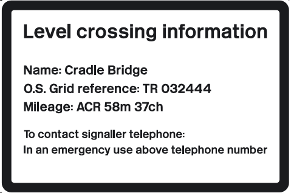 Level crossing information
Name: Cradle Bridge
O.S. Grid reference: TR 032444
Mileage: ACR 58m 37ch
To contact signaller telephone:
In an emergency use above telephone number